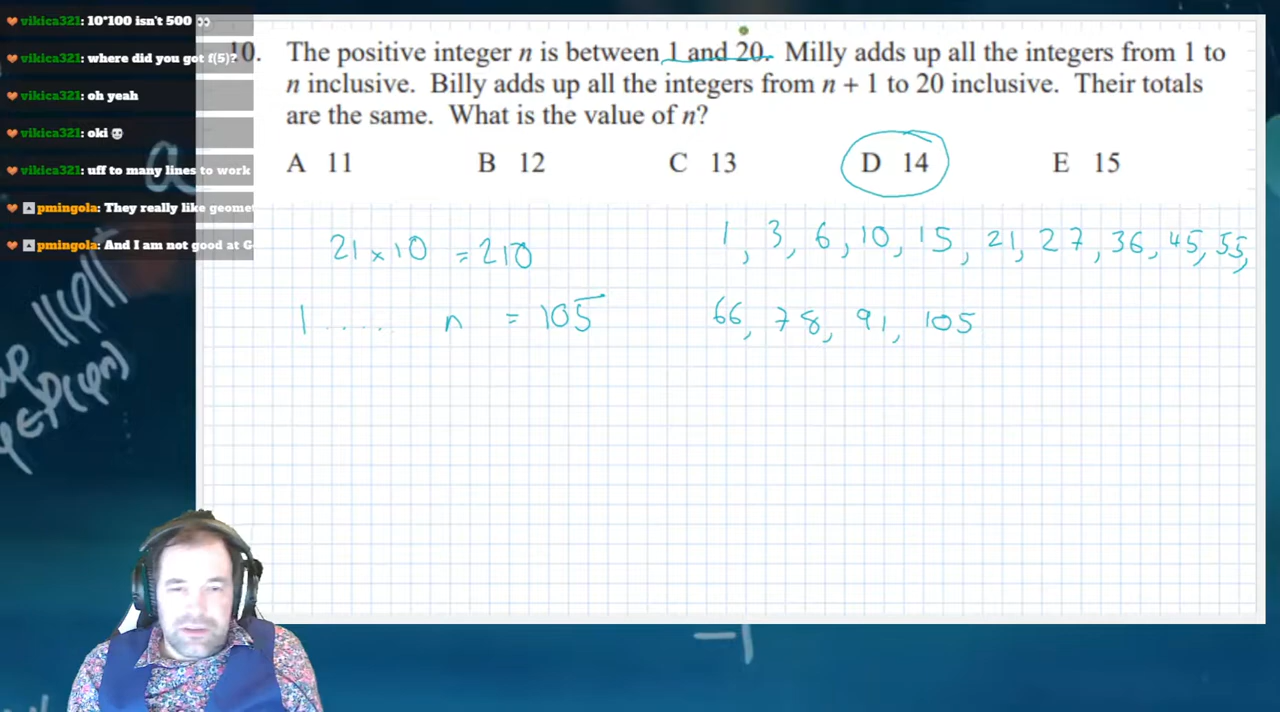 vikica321: 10*100 isn't 500 👀
vikica321: where did you get f(5)?
vikica321: oh yeah
vikica321: oki
vikica321: uff to many lines to work
pmingola: They really like geomet
pmingola: And I am not good at G
10. The positive integer n is between 1 and 20. Milly adds up all the integers from 1 to
n inclusive. Billy adds up all the integers from n + 1 to 20 inclusive. Their totals
are the same. What is the value of n?
A 11 B 12 C 13 D 14 E 15
21 × 10 = 210
1 ..... n = 105
1, 3, 6, 10, 15, 21, 27, 36, 45, 55,
66, 78, 91, 105
-1